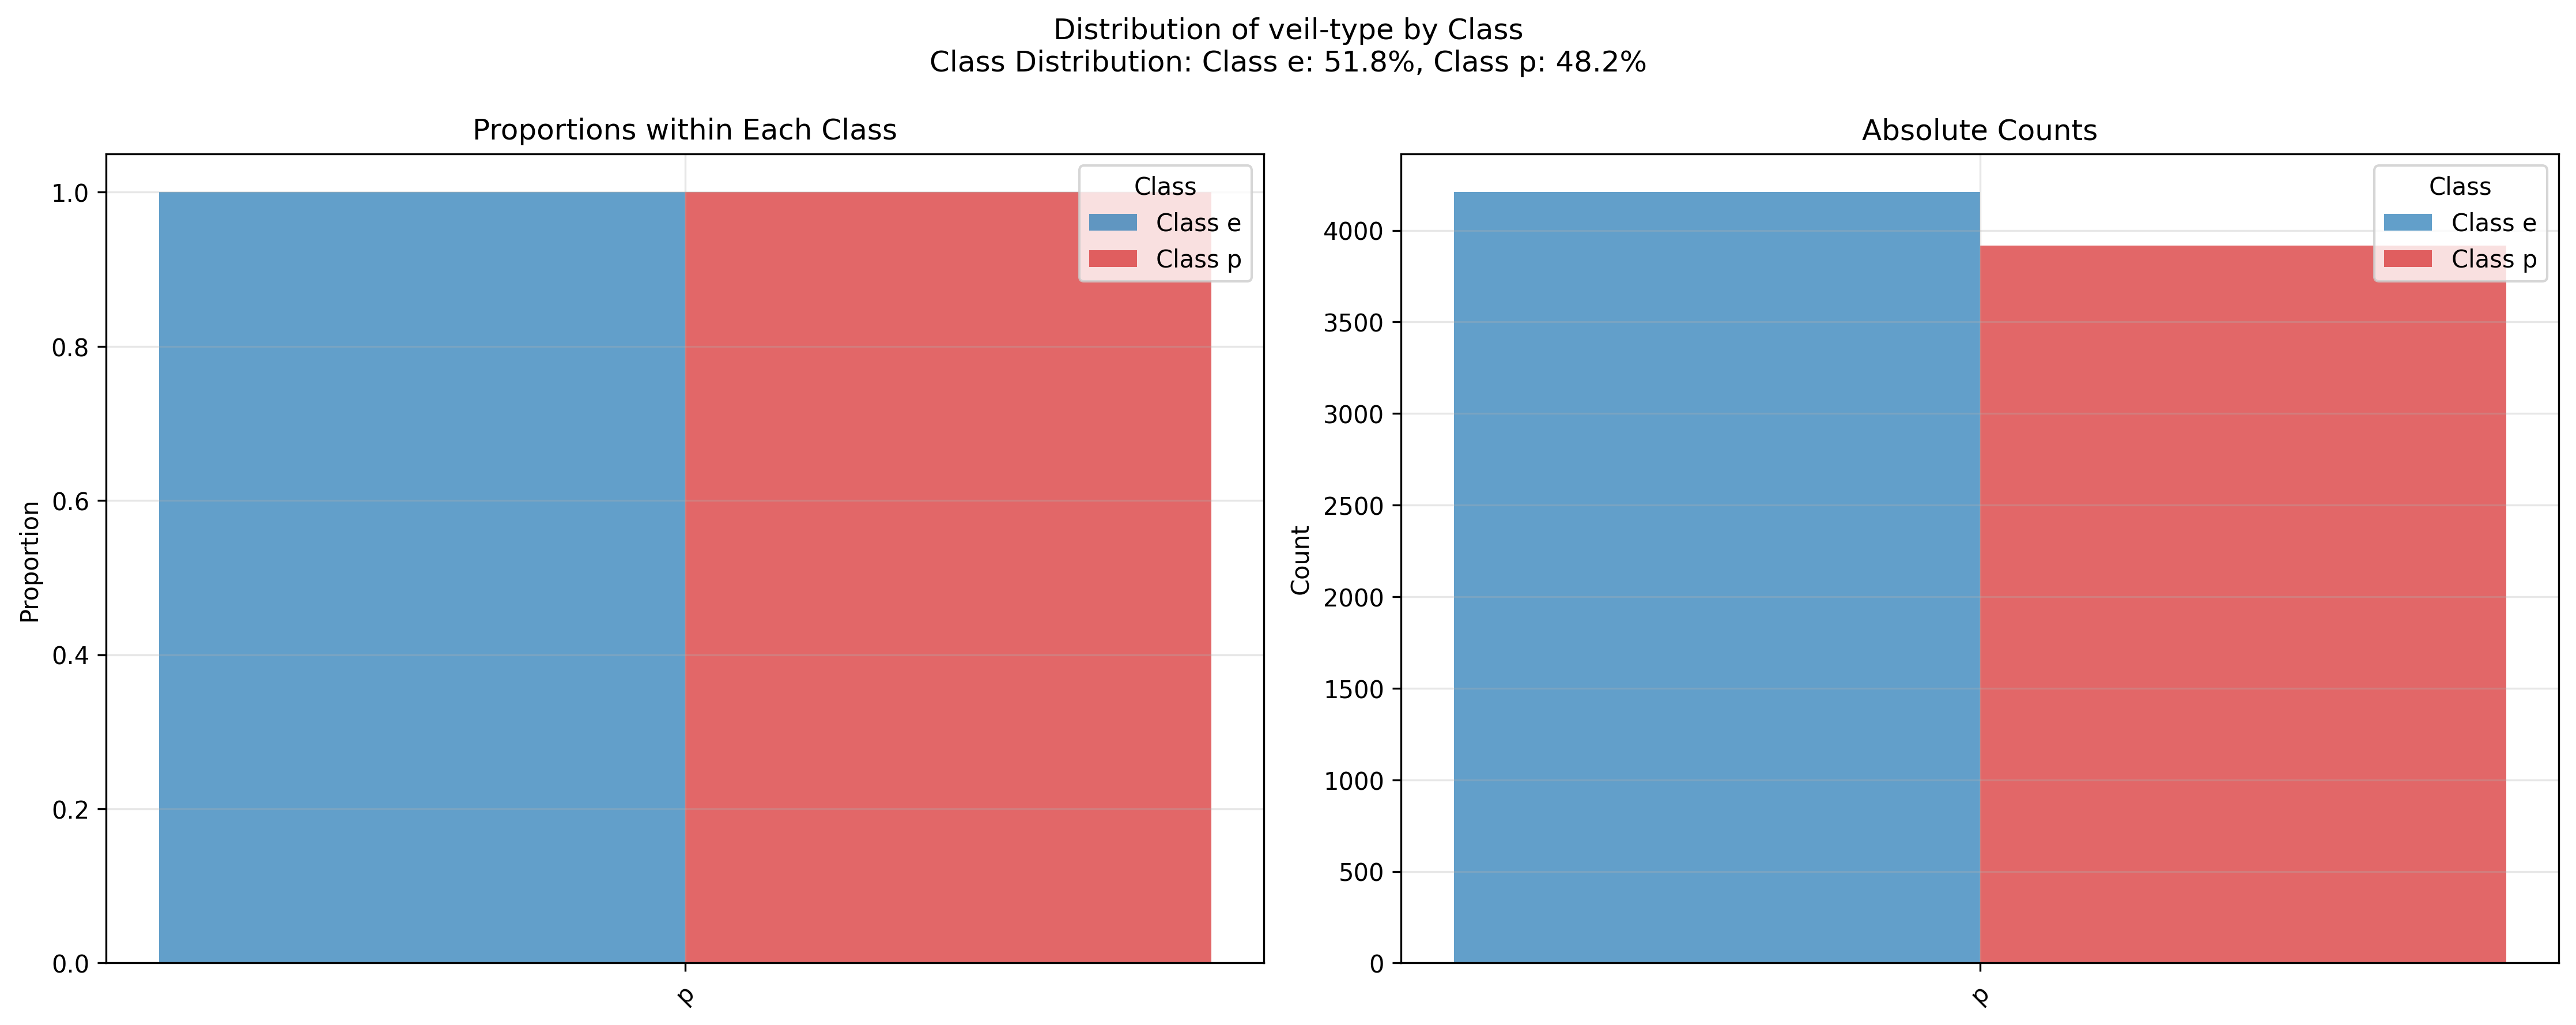 Distribution of veil-type by Class
Class Distribution: Class e: 51.8%, Class p: 48.2%
Proportions within Each Class
Proportion
1.0
0.8
0.6
0.4
0.2
0.0
p
Class
Class e
Class p
Absolute Counts
Count
4000
3500
3000
2500
2000
1500
1000
500
0
p
Class
Class e
Class p